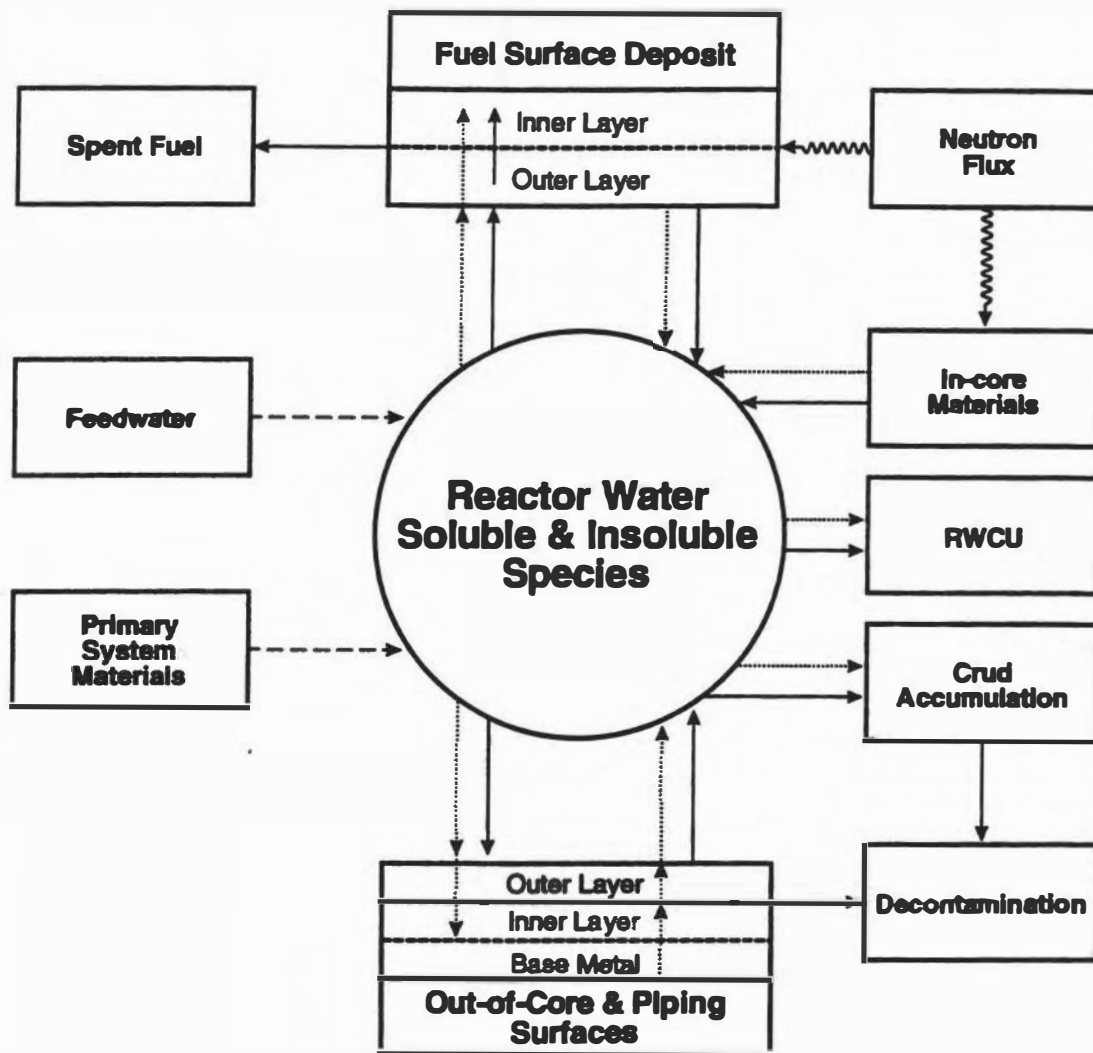 Fuel Surface Deposit
Inner Layer
Outer Layer
Spent Fuel
Neutron
Flux
Feedwater
In-core
Materials
Reactor Water
Soluble & Insoluble
Species
RWCU
Primary
System
Materials
Crud
Accumulation
Outer Layer
Inner Layer
Base Metal
Out-of-Core & Piping
Surfaces
Decontamination